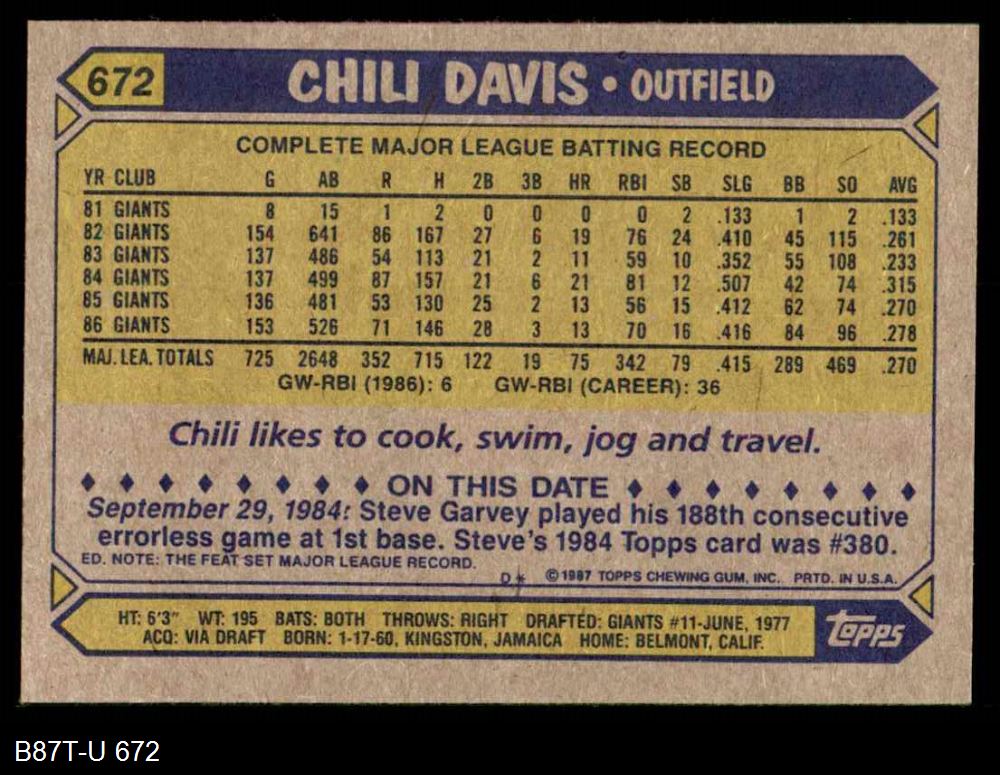 672 CHILI DAVIS • OUTFIELD
COMPLETE MAJOR LEAGUE BATTING RECORD
YR CLUB G AB R H 2B 3B HR RBI SB SLG BB SO AVG
81 GIANTS 8 15 1 2 0 0 0 0 2 .133 1 2 .133
82 GIANTS 154 641 86 167 27 6 19 76 24 .410 45 115 .261
83 GIANTS 137 486 54 113 21 2 11 59 10 .352 55 108 .233
84 GIANTS 137 499 87 157 21 6 21 81 12 .507 42 74 .315
85 GIANTS 136 481 53 130 25 2 13 56 15 .412 62 74 .270
86 GIANTS 153 526 71 146 28 3 13 70 16 .416 84 96 .278
MAJ. LEA. TOTALS 725 2648 352 715 122 19 75 342 79 .415 289 469 .270
GW-RBI (1986): 6 GW-RBI (CAREER): 36
Chili likes to cook, swim, jog and travel.
♦ ♦ ♦ ♦ ♦ ♦ ♦ ♦ ON THIS DATE ♦ ♦ ♦ ♦ ♦ ♦ ♦ ♦
September 29, 1984: Steve Garvey played his 188th consecutive
errorless game at 1st base. Steve's 1984 Topps card was #380.
ED. NOTE: THE FEAT SET MAJOR LEAGUE RECORD.
D* ©1987 TOPPS CHEWING GUM, INC. PRTD. IN U.S.A.
HT: 6'3" WT: 195 BATS: BOTH THROWS: RIGHT DRAFTED: GIANTS #11-JUNE, 1977
ACQ: VIA DRAFT BORN: 1-17-60, KINGSTON, JAMAICA HOME: BELMONT, CALIF.
topps
B87T-U 672